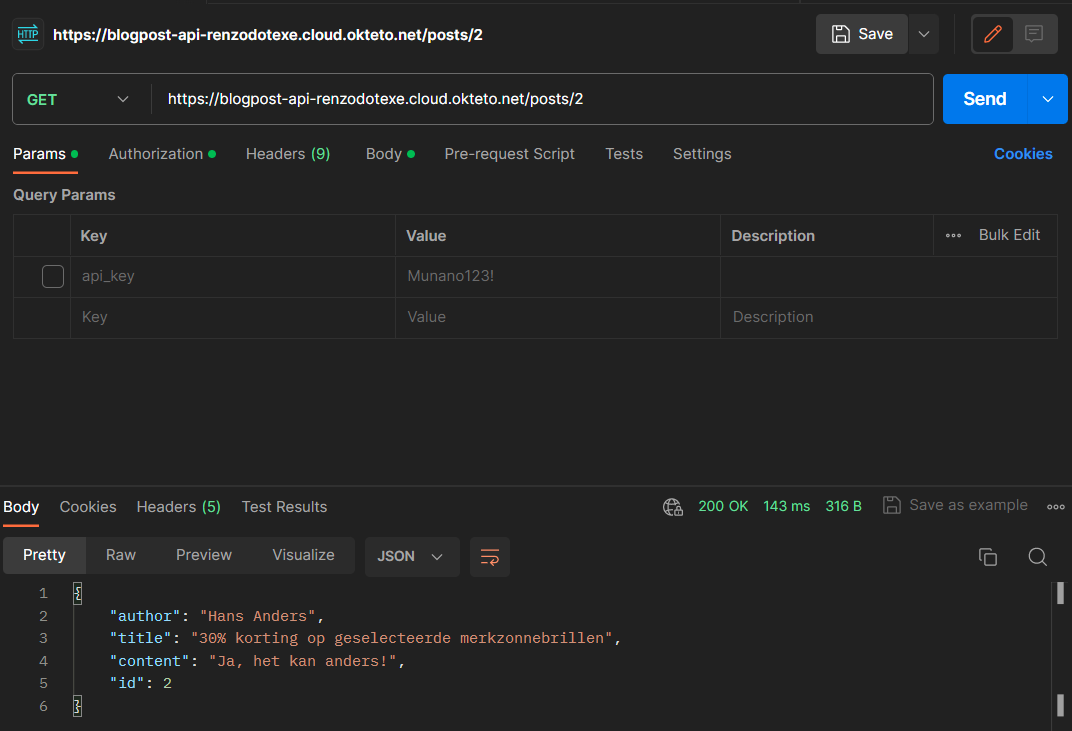 HTTP https://blogpost-api-renzodotexe.cloud.okteto.net/posts/2 Save
GET https://blogpost-api-renzodotexe.cloud.okteto.net/posts/2 Send
Params Authorization Headers (9) Body Pre-request Script Tests Settings Cookies
Query Params
Key Value Description Bulk Edit
api_key Munano123!
Key Value Description
Body Cookies Headers (5) Test Results 200 OK 143 ms 316 B Save as example
Pretty Raw Preview Visualize JSON
1 {
2 "author": "Hans Anders",
3 "title": "30% korting op geselecteerde merkzonnebrillen",
4 "content": "Ja, het kan anders!",
5 "id": 2
6 }